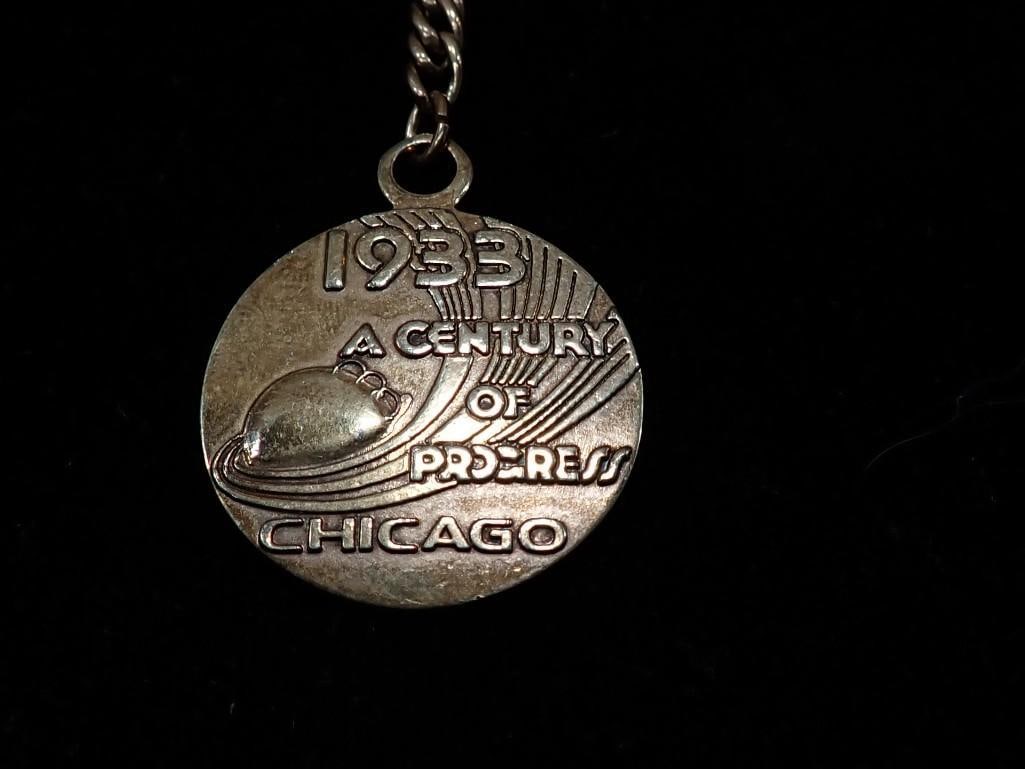 1933
A CENTURY
OF
PROGRESS
CHICAGO